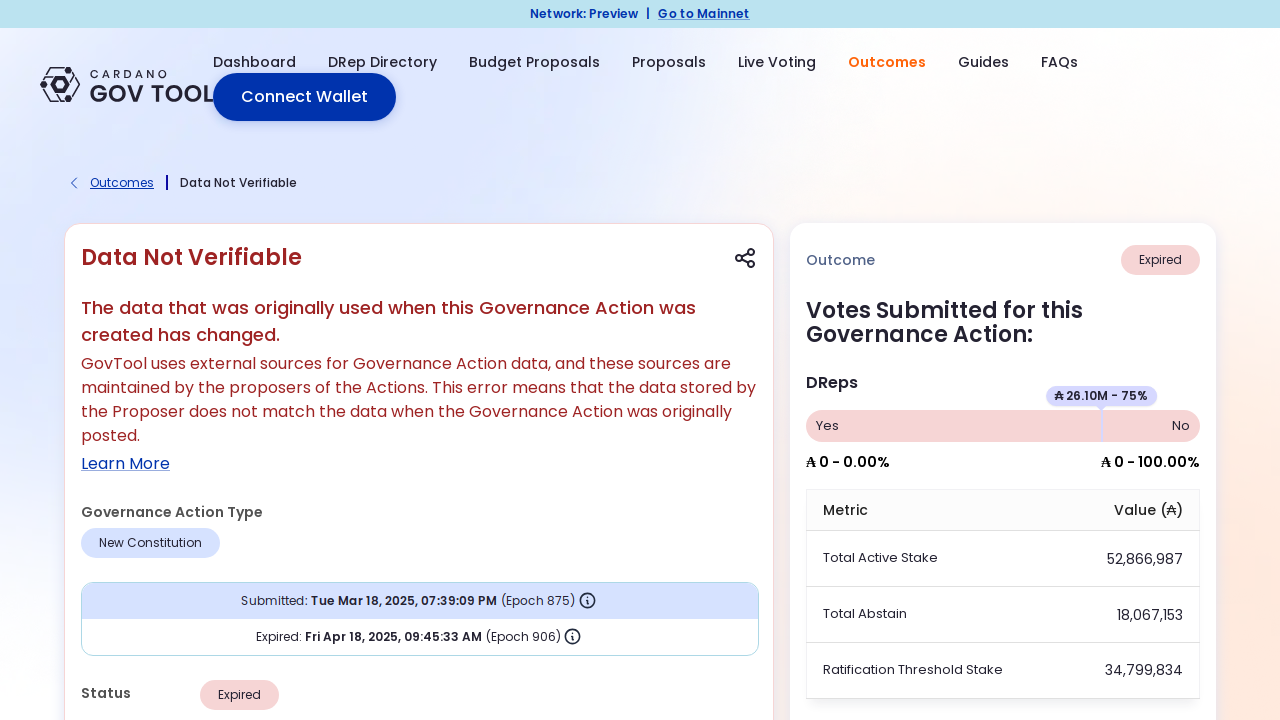 Network: Preview | Go to Mainnet
CARDANO
GOV TOOL
Dashboard DRep Directory Budget Proposals Proposals Live Voting Outcomes Guides FAQs
Connect Wallet
Outcomes | Data Not Verifiable
Data Not Verifiable
The data that was originally used when this Governance Action was
created has changed.
GovTool uses external sources for Governance Action data, and these sources are
maintained by the proposers of the Actions. This error means that the data stored by
the Proposer does not match the data when the Governance Action was originally
posted.
Learn More
Governance Action Type
New Constitution
Submitted: Tue Mar 18, 2025, 07:39:09 PM (Epoch 875)
Expired: Fri Apr 18, 2025, 09:45:33 AM (Epoch 906)
Status Expired
Outcome Expired
Votes Submitted for this
Governance Action:
DReps
₳ 26.10M - 75%
Yes No
₳ 0 - 0.00% ₳ 0 - 100.00%
Metric Value (₳)
Total Active Stake 52,866,987
Total Abstain 18,067,153
Ratification Threshold Stake 34,799,834